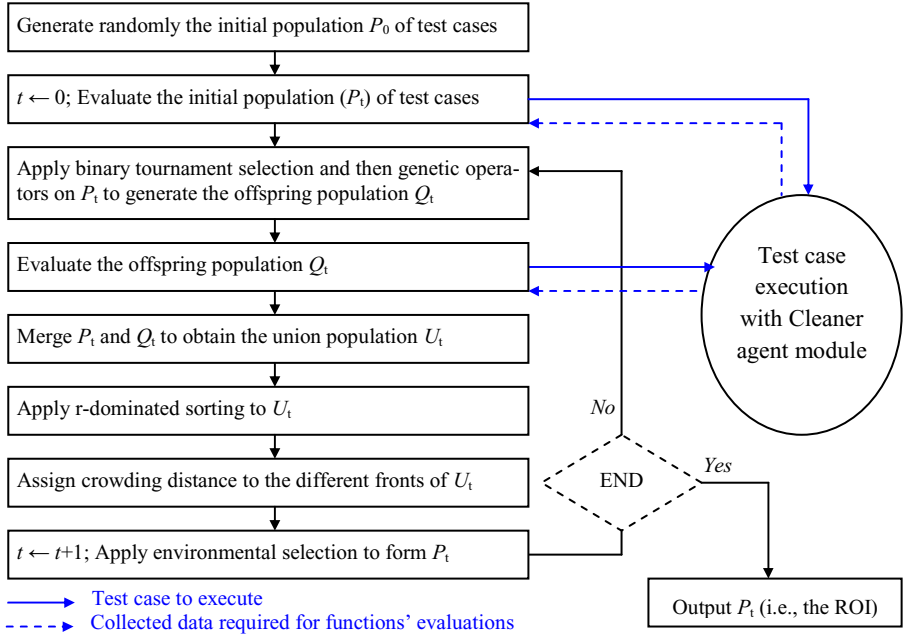 Generate randomly the initial population P0 of test cases
t ← 0; Evaluate the initial population (Pt) of test cases
Apply binary tournament selection and then genetic opera-
tors on Pt to generate the offspring population Qt
Evaluate the offspring population Qt
Merge Pt and Qt to obtain the union population Ut
Apply r-dominated sorting to Ut
Assign crowding distance to the different fronts of Ut
t ← t+1; Apply environmental selection to form Pt
Test case
execution
with Cleaner
agent module
No
END
Yes
Output Pt (i.e., the ROI)
Test case to execute
Collected data required for functions’ evaluations